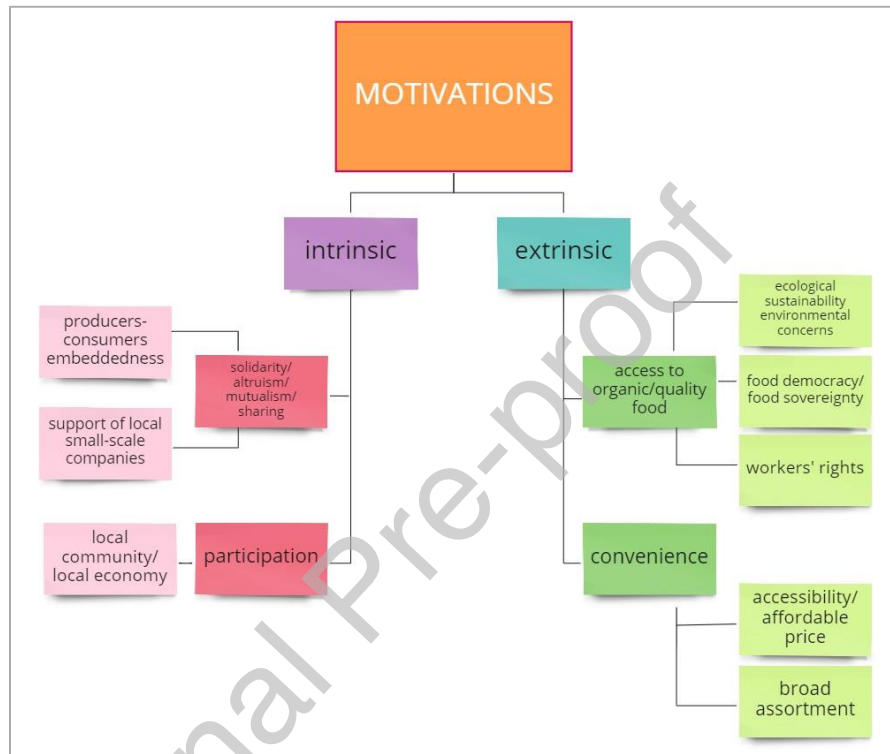 MOTIVATIONS
intrinsic
extrinsic
producers-
consumers
embeddedness
solidarity/
altruism/
mutualism/
sharing
support of local
small-scale
companies
local
community/
local economy
participation
access to
organic/quality
food
ecological
sustainability
environmental
concerns
food democracy/
food sovereignty
workers' rights
convenience
accessibility/
affordable
price
broad
assortment
nal Pre-proof